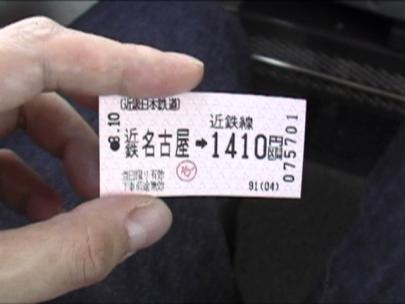 (近畿日本鉄道)
8.10
近鉄名古屋→
近鉄線
1410円区間
発売当日限り有効
下車前途無効
91(04)
075701